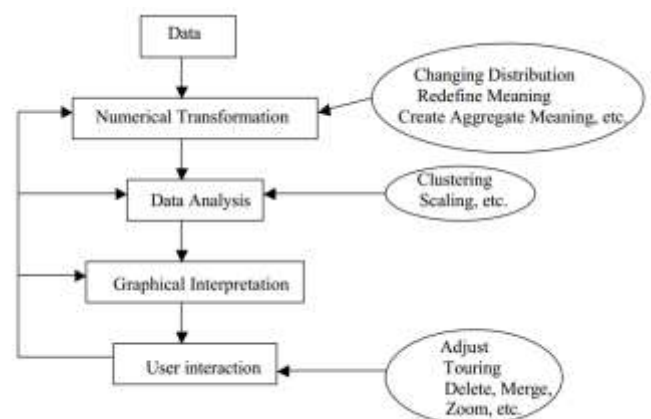 Data
Numerical Transformation
Changing Distribution
Redefine Meaning
Create Aggregate Meaning, etc.
Data Analysis
Clustering
Scaling, etc.
Graphical Interpretation
User interaction
Adjust
Touring
Delete, Merge,
Zoom, etc.